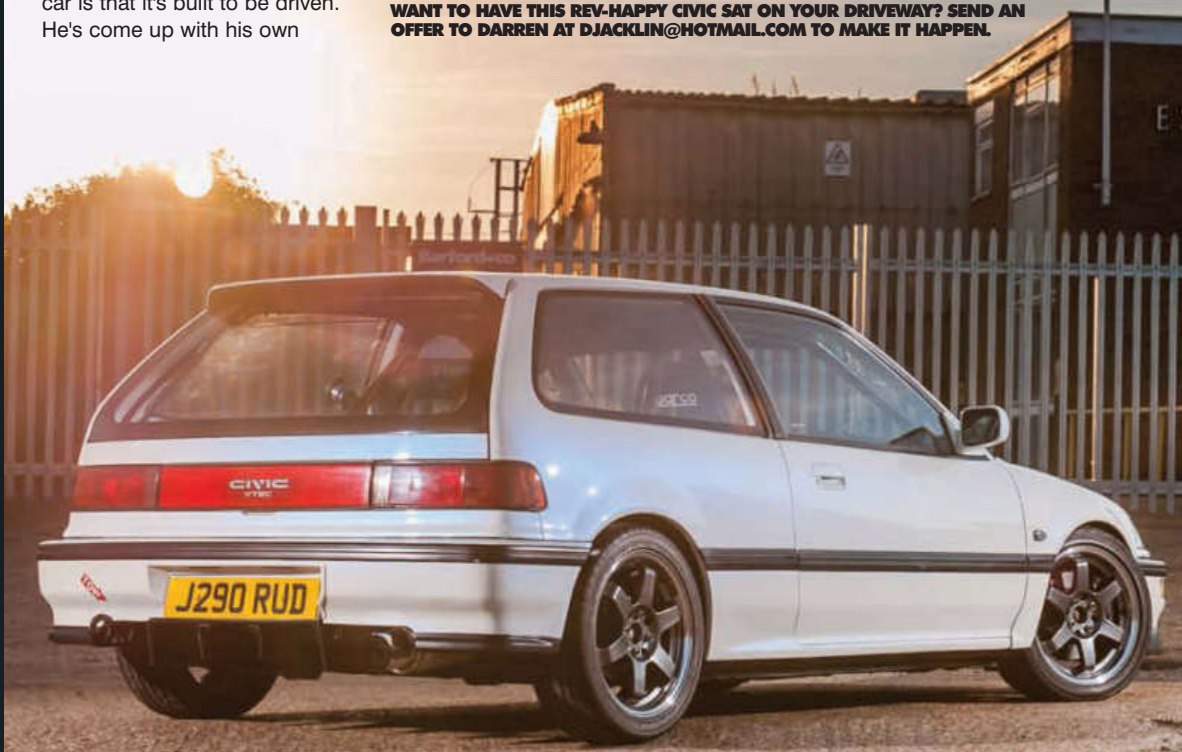 car is that it's built to be driven.
He's come up with his own
WANT TO HAVE THIS REV-HAPPY CIVIC SAT ON YOUR DRIVEWAY? SEND AN
OFFER TO DARREN AT DJACKLIN@HOTMAIL.COM TO MAKE IT HAPPEN.
sparco
CIVIC
VTEC
TOW
J290 RUD